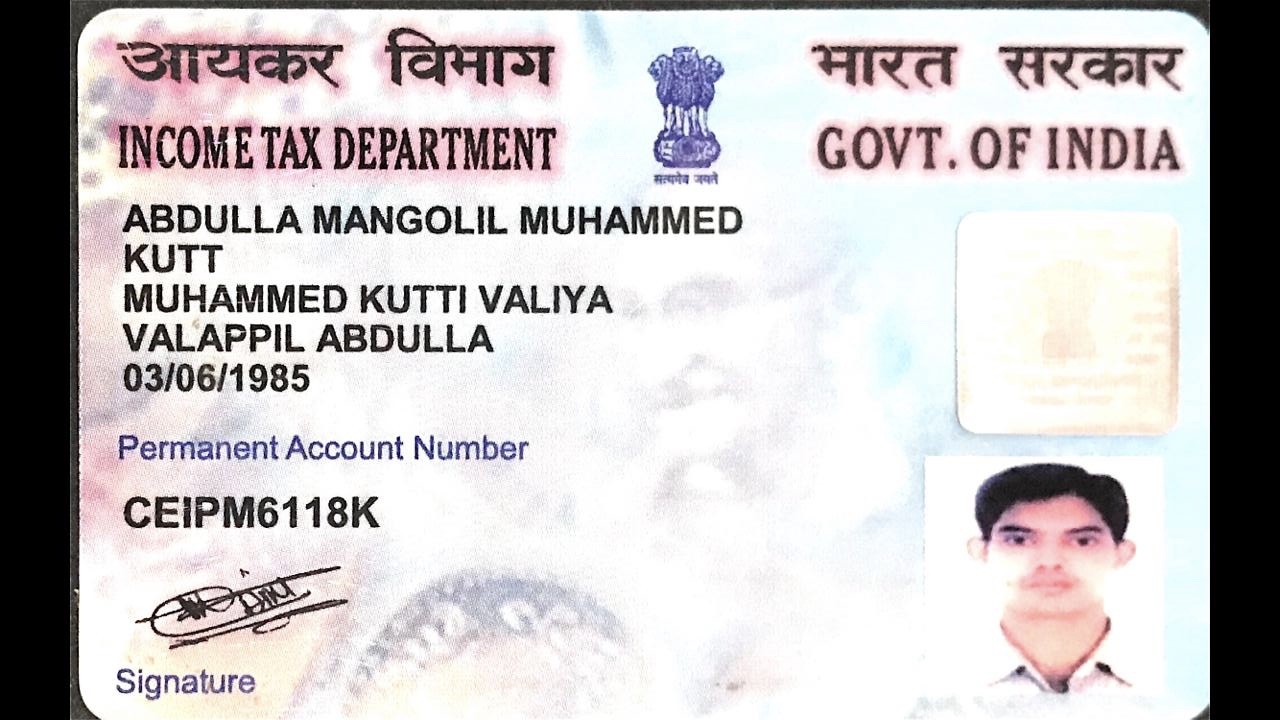 आयकर विभाग
भारत सरकार
INCOME TAX DEPARTMENT
GOVT. OF INDIA
सत्यमेव जयते
ABDULLA MANGOLIL MUHAMMED
KUTT
MUHAMMED KUTTI VALIYA
VALAPPIL ABDULLA
03/06/1985
Permanent Account Number
CEIPM6118K
Signature